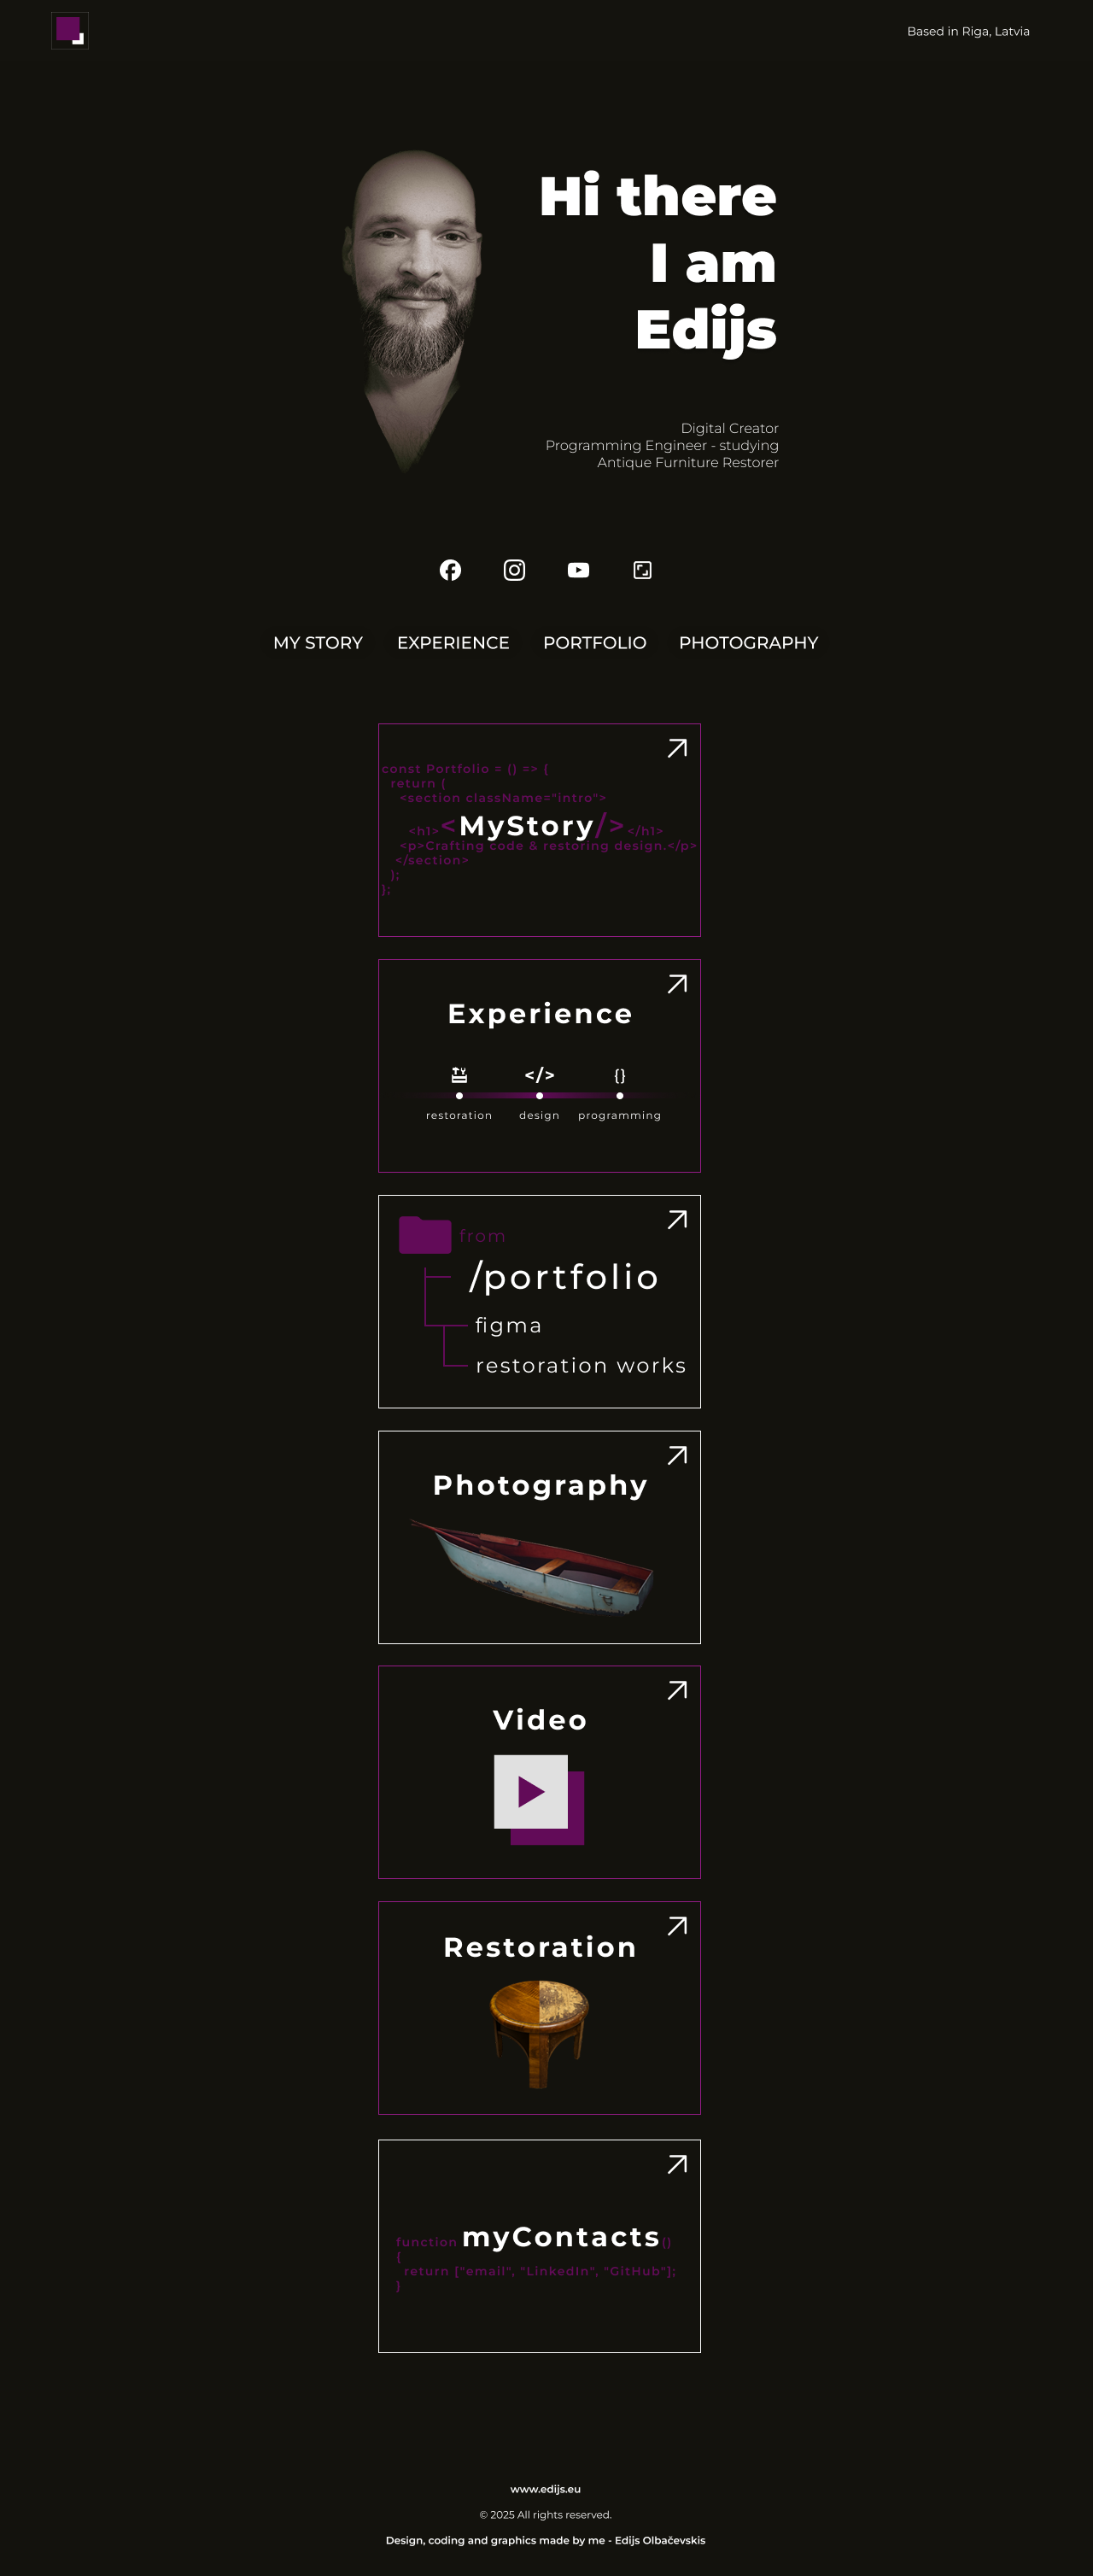 Based in Riga, Latvia
Hi there
I am
Edijs
Digital Creator
Programming Engineer - studying
Antique Furniture Restorer
MY STORY EXPERIENCE PORTFOLIO PHOTOGRAPHY
const Portfolio = () => {
return (
<section className="intro">
<h1><MyStory/></h1>
<p>Crafting code & restoring design.</p>
</section>
);
};
Experience
</> {}
restoration design programming
from
/portfolio
figma
restoration works
Photography
Video
Restoration
function myContacts()
{
return ["email", "LinkedIn", "GitHub"];
}
www.edijs.eu
© 2025 All rights reserved.
Design, coding and graphics made by me - Edijs Olbačevskis